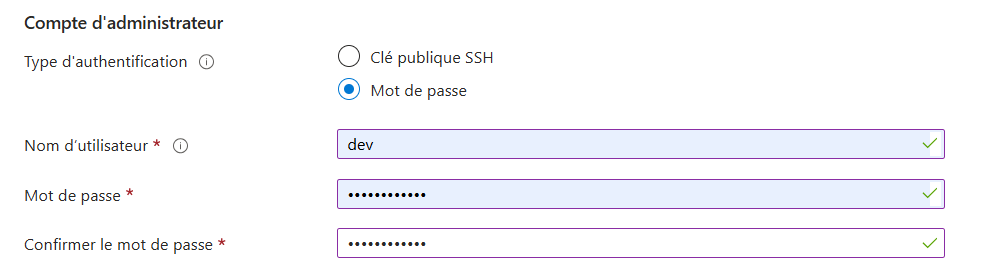 Compte d'administrateur
Type d'authentification
Clé publique SSH
Mot de passe
Nom d'utilisateur *
dev
Mot de passe *
••••••••••••
Confirmer le mot de passe *
••••••••••••